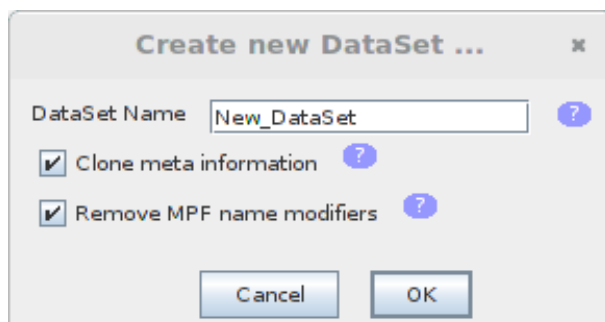 Create new DataSet ... ×
DataSet Name New_DataSet ?
Clone meta information ?
Remove MPF name modifiers ?
Cancel OK